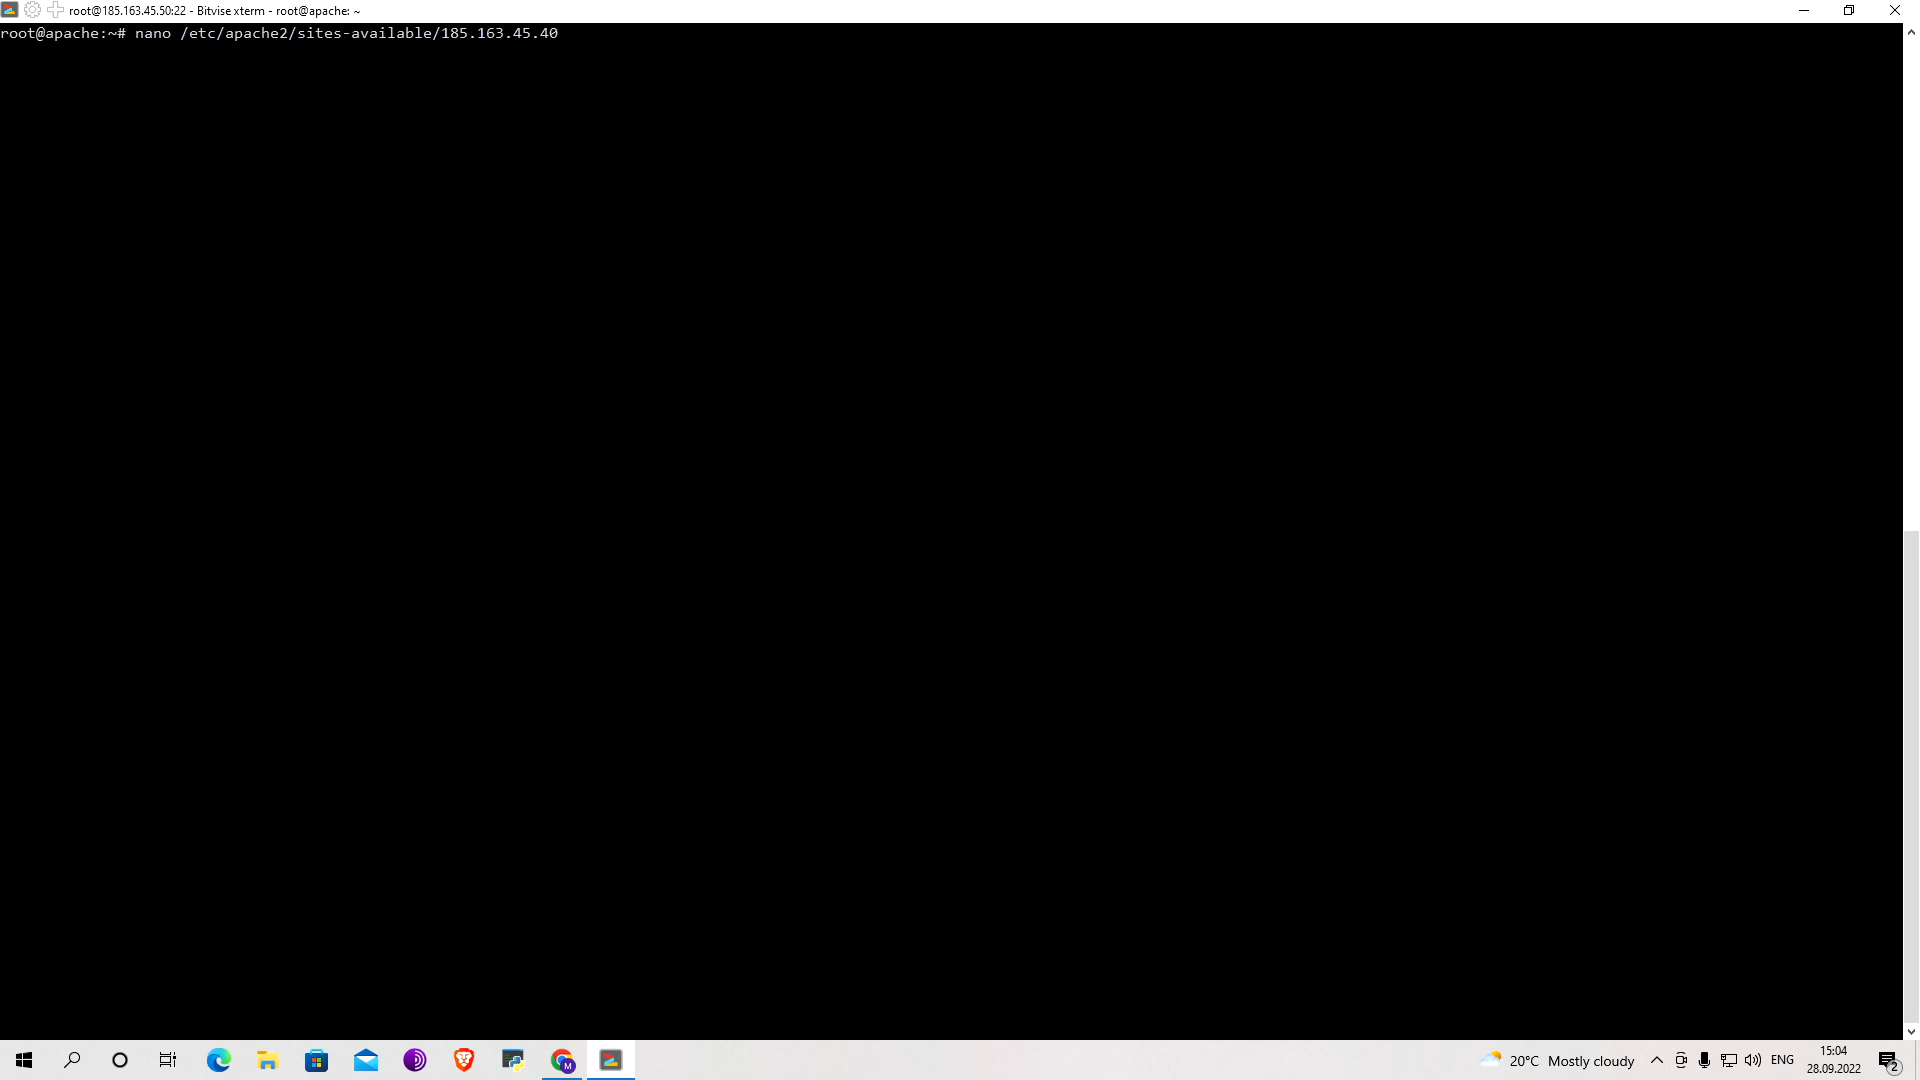 root@185.163.45.50:22 - Bitvise xterm - root@apache: ~
root@apache:~# nano /etc/apache2/sites-available/185.163.45.40
M
20°C Mostly cloudy
ENG
15:04
28.09.2022
2